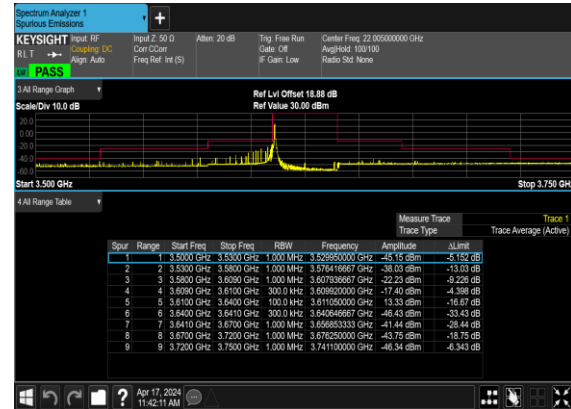 Spectrum Analyzer 1
Spurious Emissions
+
KEYSIGHT Input: RF Input Z: 50 Ω Atten: 20 dB Trig: Free Run Center Freq: 22.005000000 GHz
RLT Coupling: DC Corr CCorr Gate: Off Avg|Hold: 100/100
Align: Auto Freq Ref: Int (S) IF Gain: Low Radio Std: None
PASS
3 All Range Graph Ref Lvl Offset 18.88 dB
Scale/Div 10.0 dB Ref Value 30.00 dBm
20.0
0.00
-20.0
-40.0
-60.0
Start 3.500 GHz Stop 3.750 GH
4 All Range Table
Measure Trace Trace 1
Trace Type Trace Average (Active)
Spur Range Start Freq Stop Freq RBW Frequency Amplitude ΔLimit
1 1 3.5000 GHz 3.5300 GHz 1.000 MHz 3.529950000 GHz -45.15 dBm -5.152 dB
2 2 3.5300 GHz 3.5800 GHz 1.000 MHz 3.576416667 GHz -38.03 dBm -13.03 dB
3 3 3.5800 GHz 3.6090 GHz 1.000 MHz 3.607936667 GHz -22.23 dBm -9.226 dB
4 4 3.6090 GHz 3.6100 GHz 300.0 kHz 3.609920000 GHz -17.40 dBm -4.398 dB
5 5 3.6100 GHz 3.6400 GHz 100.0 kHz 3.611050000 GHz 13.33 dBm -16.67 dB
6 6 3.6400 GHz 3.6410 GHz 300.0 kHz 3.640646667 GHz -46.43 dBm -33.43 dB
7 7 3.6410 GHz 3.6700 GHz 1.000 MHz 3.656853333 GHz -41.44 dBm -28.44 dB
8 8 3.6700 GHz 3.7200 GHz 1.000 MHz 3.676250000 GHz -43.75 dBm -18.75 dB
9 9 3.7200 GHz 3.7500 GHz 1.000 MHz 3.741100000 GHz -46.34 dBm -6.343 dB
? Apr 17, 2024
11:42:11 AM